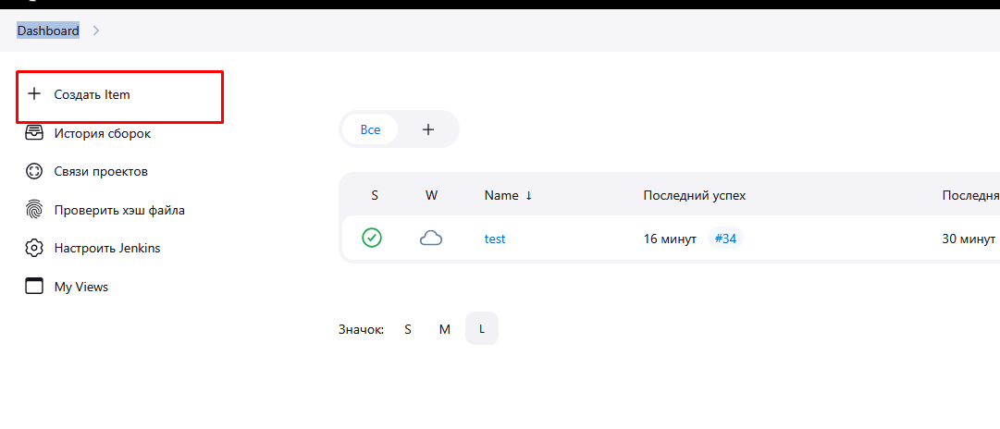 Dashboard
Создать Item
История сборок
Связи проектов
Проверить хэш файла
Настроить Jenkins
My Views
Все +
S W Name ↓ Последний успех Последня
test 16 минут #34 30 минут
Значок: S M L